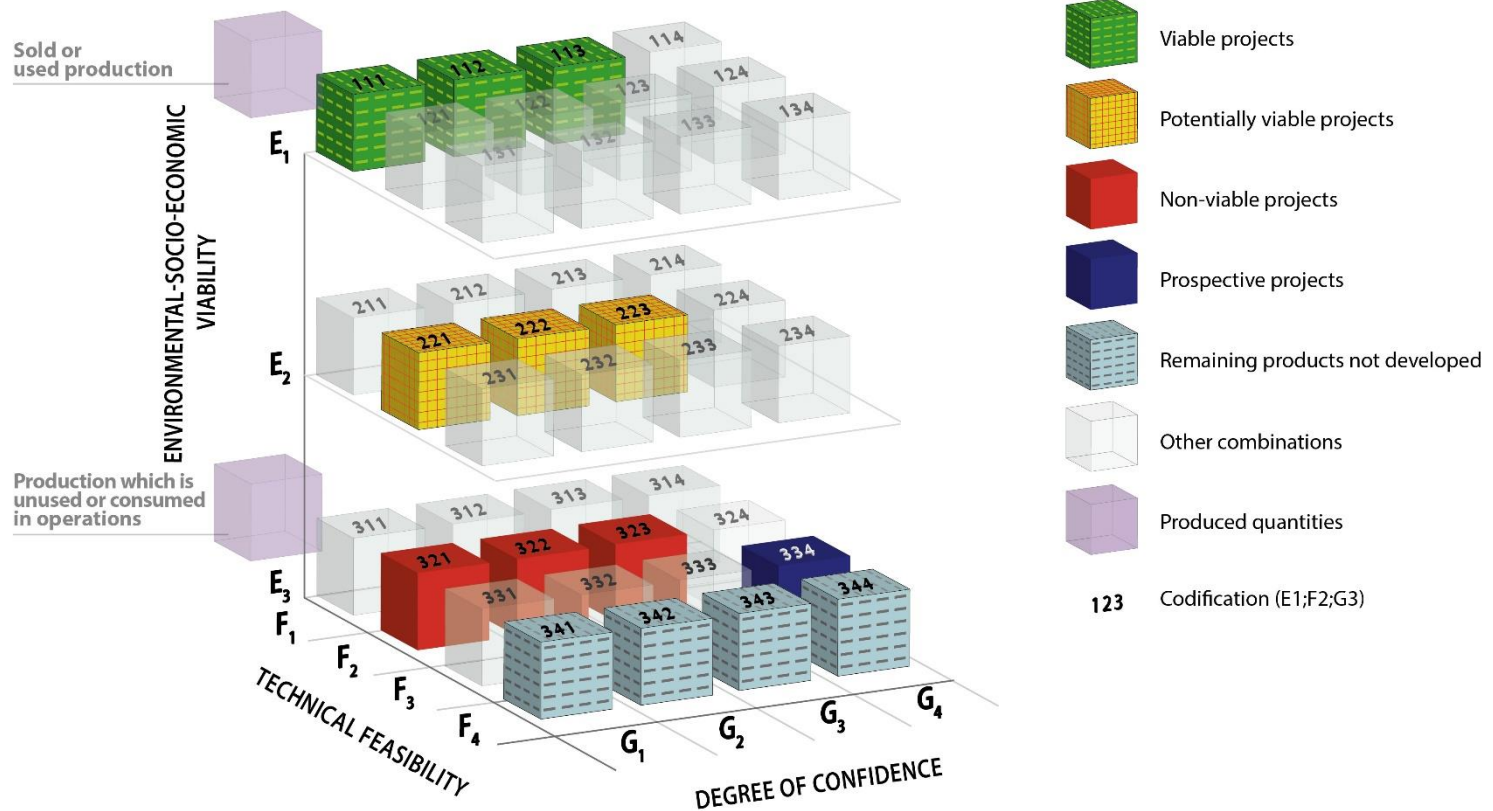 Sold or
used production
ENVIRONMENTAL-SOCIO-ECONOMIC
VIABILITY
E1
111
112
113
114
121
122
123
124
131
132
133
134
E2
211
212
213
214
221
222
223
224
231
232
233
234
Production which is
unused or consumed
in operations
E3
311
312
313
314
321
322
323
324
331
332
333
334
341
342
343
344
F1
F2
F3
F4
TECHNICAL FEASIBILITY
G1
G2
G3
G4
DEGREE OF CONFIDENCE
Viable projects
Potentially viable projects
Non-viable projects
Prospective projects
Remaining products not developed
Other combinations
Produced quantities
123 Codification (E1;F2;G3)